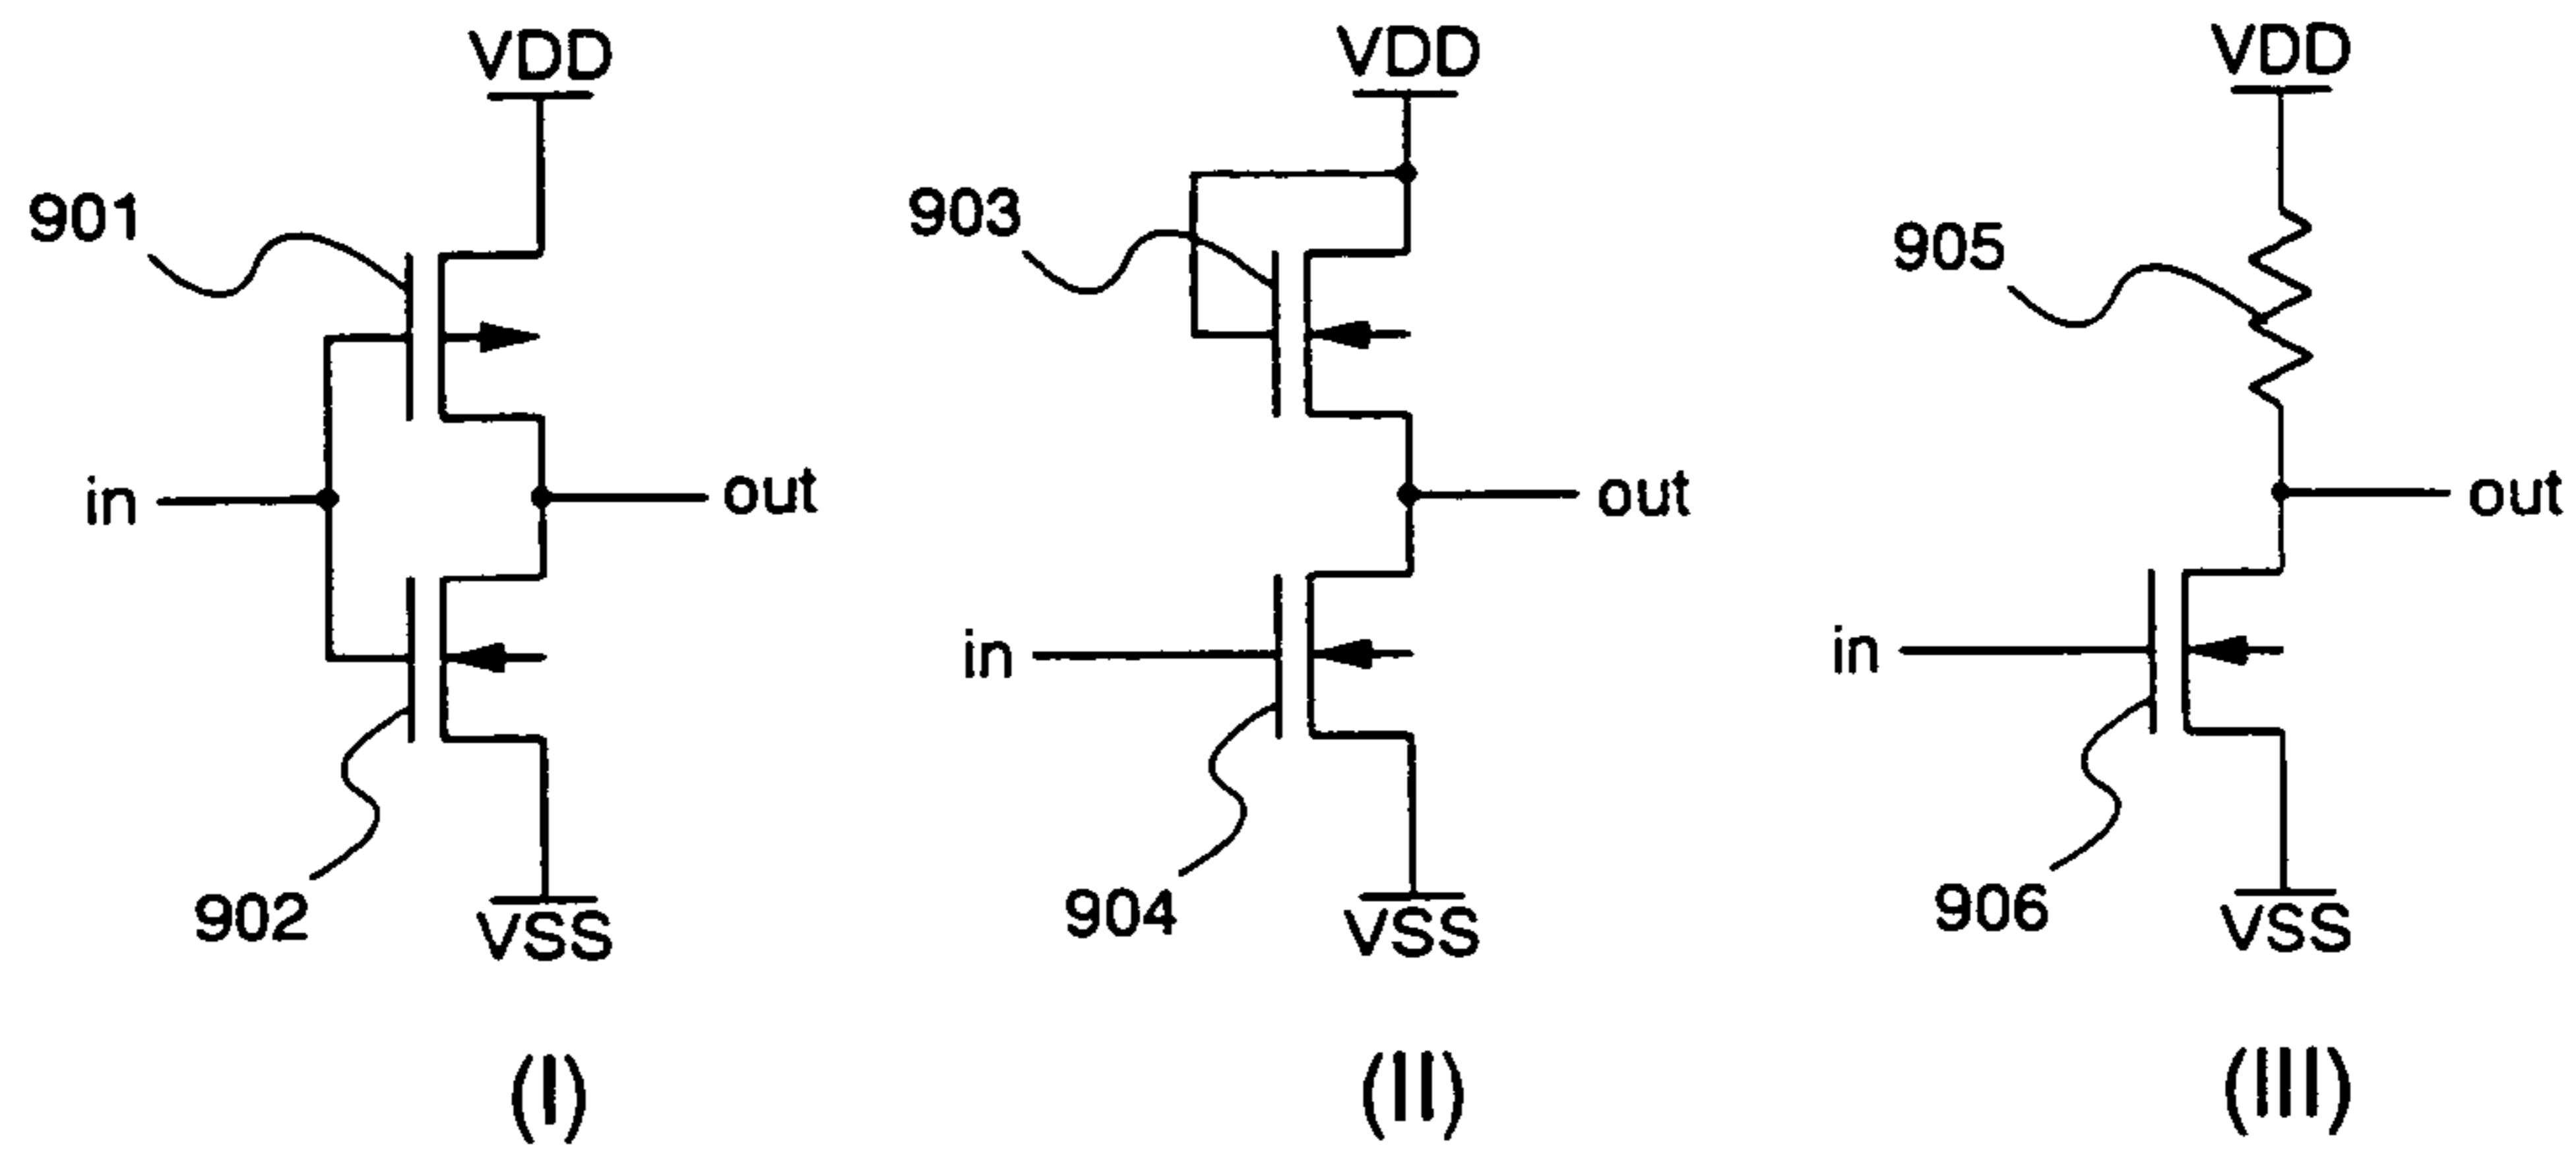 VDD
901
in
out
902
VSS
(I)
VDD
903
out
in
904
VSS
(II)
VDD
905
out
in
906
VSS
(III)